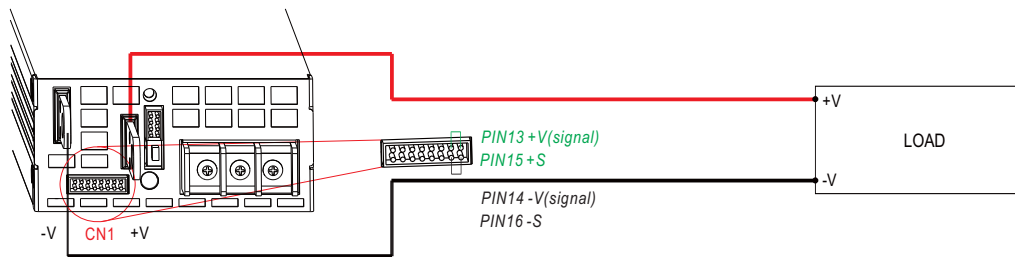 +V
PIN13 +V(signal)
LOAD
PIN15 +S
-V
PIN14 -V(signal)
PIN16 -S
-V
CN1
+V